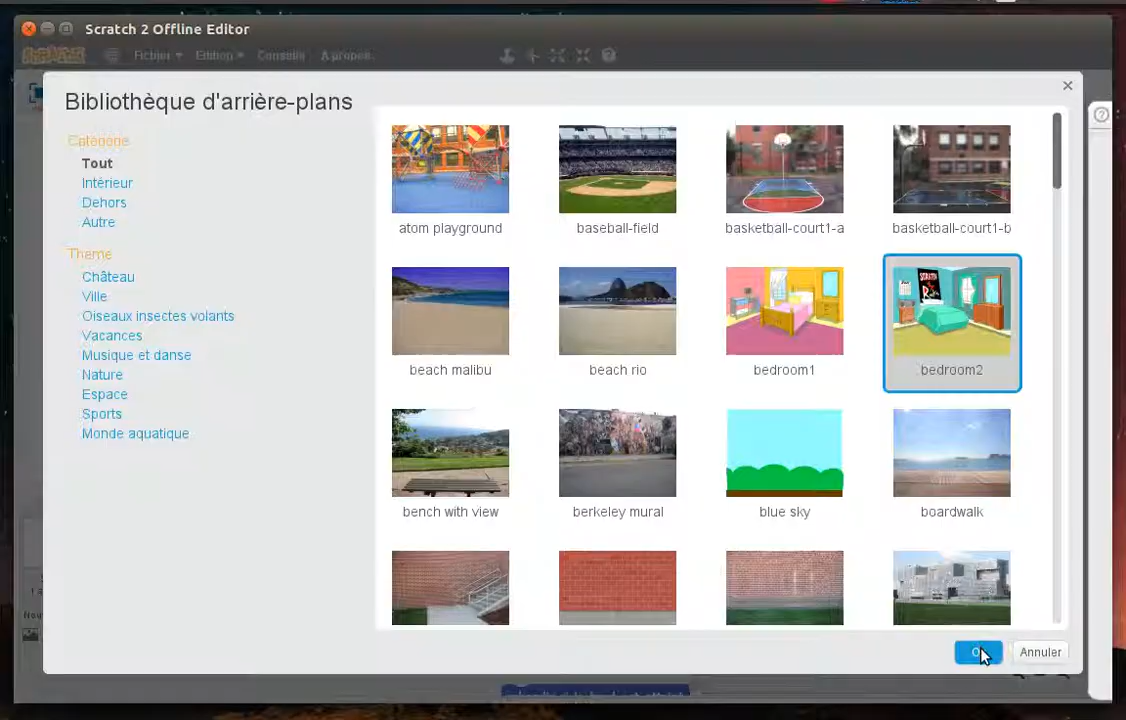 Scratch 2 Offline Editor
SCRATCH Fichier Edition Conseils A propos.
Bibliothèque d'arrière-plans
Catégorie
Tout
Intérieur
Dehors
Autre
Thème
Château
Ville
Oiseaux insectes volants
Vacances
Musique et danse
Nature
Espace
Sports
Monde aquatique
atom playground baseball-field basketball-court1-a basketball-court1-b
SCRATCH
beach malibu beach rio bedroom1 bedroom2
bench with view berkeley mural blue sky boardwalk
Annuler